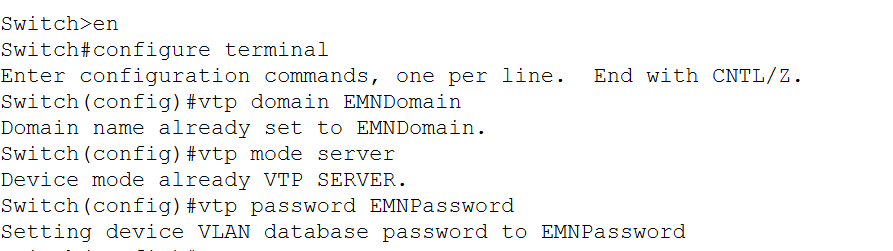 Switch>en
Switch#configure terminal
Enter configuration commands, one per line.  End with CNTL/Z.
Switch(config)#vtp domain EMNDomain
Domain name already set to EMNDomain.
Switch(config)#vtp mode server
Device mode already VTP SERVER.
Switch(config)#vtp password EMNPassword
Setting device VLAN database password to EMNPassword